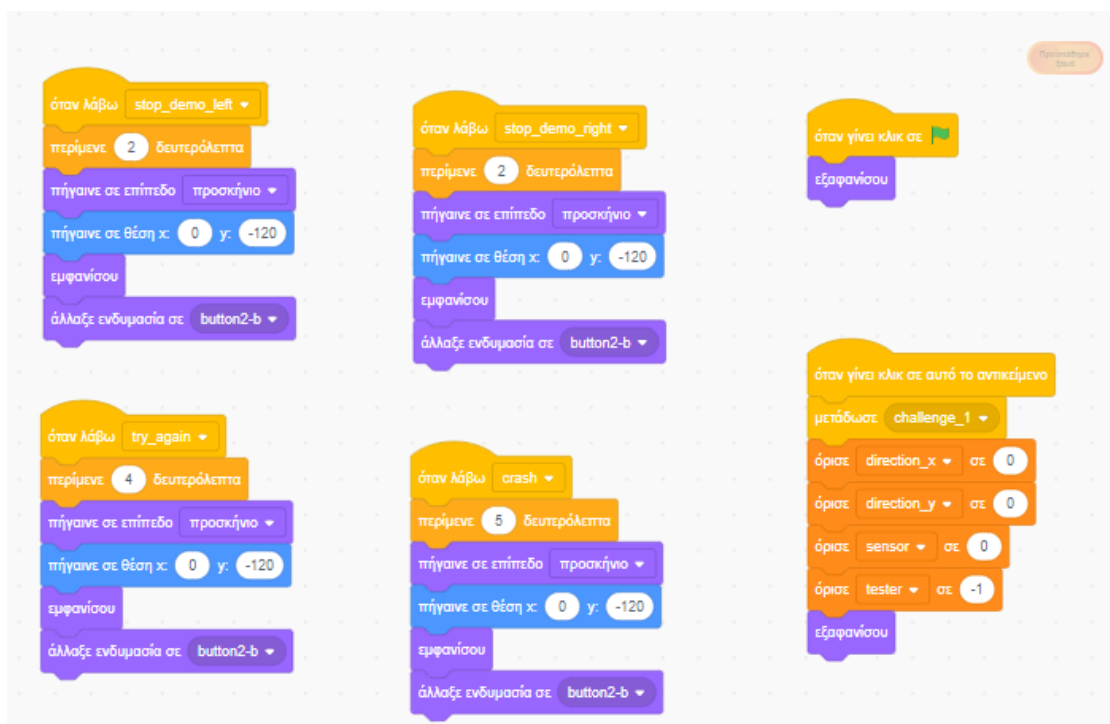 όταν λάβω stop_demo_left
περίμενε 2 δευτερόλεπτα
πήγαινε σε επίπεδο προσκήνιο
πήγαινε σε θέση x: 0 y: -120
εμφανίσου
άλλαξε ενδυμασία σε button2-b
όταν λάβω try_again
περίμενε 4 δευτερόλεπτα
πήγαινε σε επίπεδο προσκήνιο
πήγαινε σε θέση x: 0 y: -120
εμφανίσου
άλλαξε ενδυμασία σε button2-b
όταν λάβω stop_demo_right
περίμενε 2 δευτερόλεπτα
πήγαινε σε επίπεδο προσκήνιο
πήγαινε σε θέση x: 0 y: -120
εμφανίσου
άλλαξε ενδυμασία σε button2-b
όταν λάβω crash
περίμενε 5 δευτερόλεπτα
πήγαινε σε επίπεδο προσκήνιο
πήγαινε σε θέση x: 0 y: -120
εμφανίσου
άλλαξε ενδυμασία σε button2-b
όταν γίνει κλικ σε
εξαφανίσου
όταν γίνει κλικ σε αυτό το αντικείμενο
μετάδωσε challenge_1
όρισε direction_x σε 0
όρισε direction_y σε 0
όρισε sensor σε 0
όρισε tester σε -1
εξαφανίσου